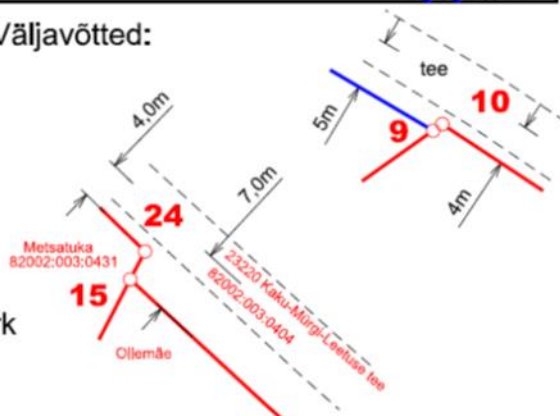 Väljavõtted:
tee
10
5m
9
4m
4,0m
24
7,0m
Metsatuka
82002:003:0431
23220 Kaku-Mürgi-Leetuse tee
82002:003:0404
15
rk
Ollemäe